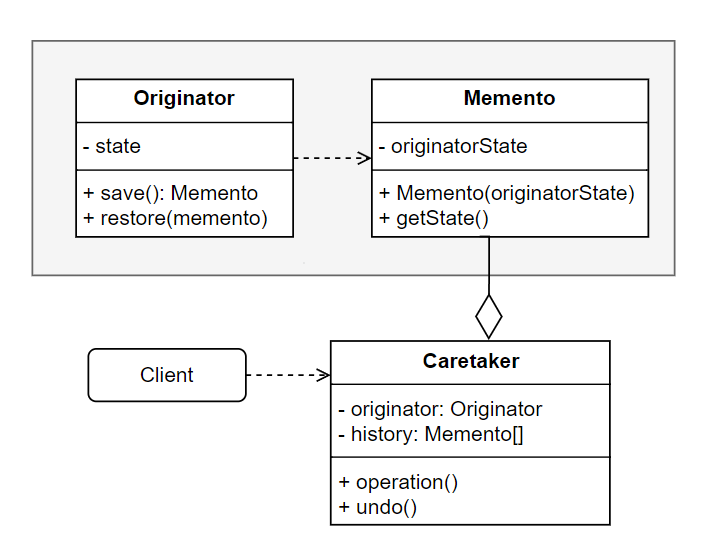 Originator
- state
+ save(): Memento
+ restore(memento)
Memento
- originatorState
+ Memento(originatorState)
+ getState()
Client
Caretaker
- originator: Originator
- history: Memento[]
+ operation()
+ undo()